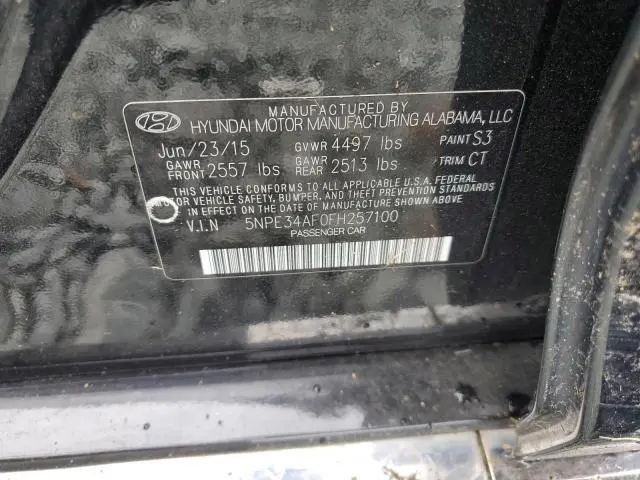 MANUFACTURED BY
HYUNDAI MOTOR MANUFACTURING ALABAMA, LLC
Jun/23/15 GVWR 4497 lbs PAINT S3
GAWR FRONT 2557 lbs GAWR REAR 2513 lbs TRIM CT
THIS VEHICLE CONFORMS TO ALL APPLICABLE U.S.A. FEDERAL
MOTOR VEHICLE SAFETY, BUMPER, AND THEFT PREVENTION STANDARDS
IN EFFECT ON THE DATE OF MANUFACTURE SHOWN ABOVE
V.I.N 5NPE34AF0FH257100
PASSENGER CAR